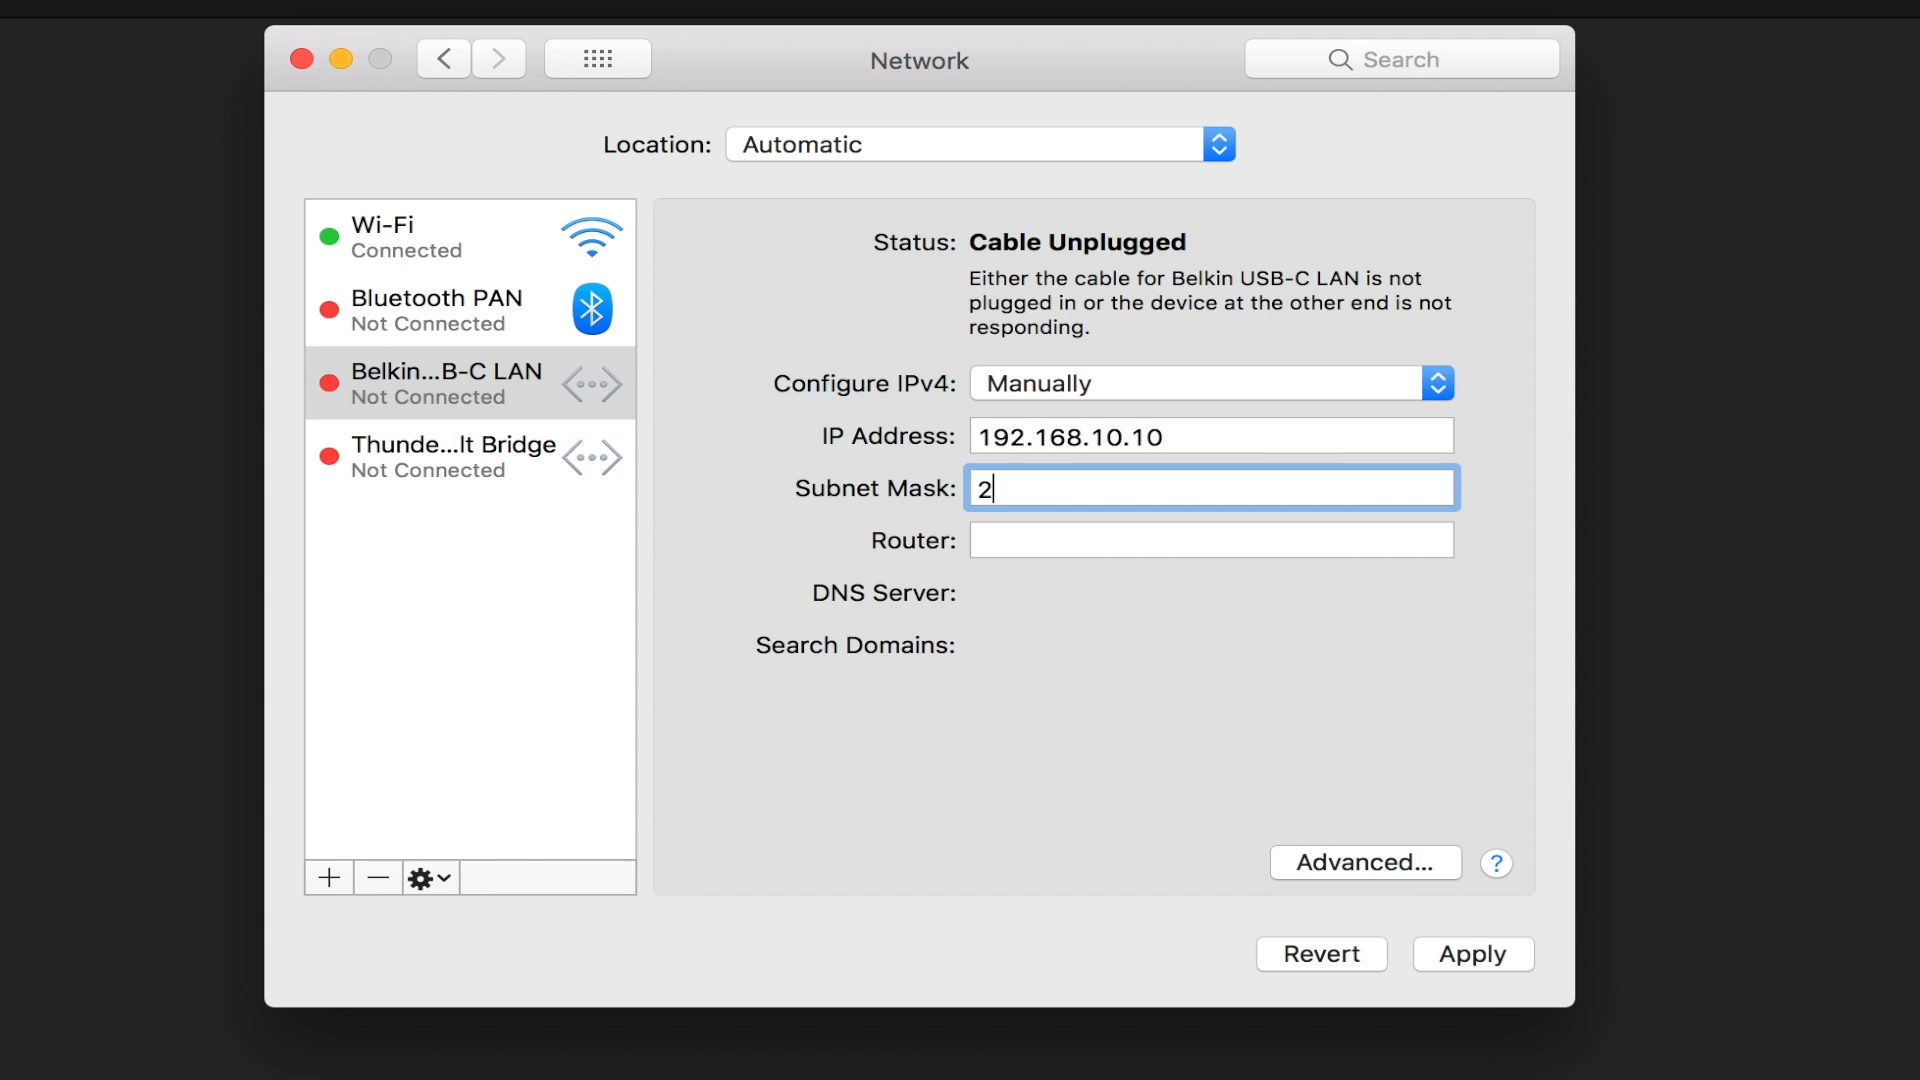 Network
Search
Location: Automatic
Wi-Fi
Connected
Bluetooth PAN
Not Connected
Belkin...B-C LAN
Not Connected
Thunde...lt Bridge
Not Connected
Status: Cable Unplugged
Either the cable for Belkin USB-C LAN is not
plugged in or the device at the other end is not
responding.
Configure IPv4: Manually
IP Address: 192.168.10.10
Subnet Mask: 2
Router:
DNS Server:
Search Domains:
Advanced... ?
Revert Apply